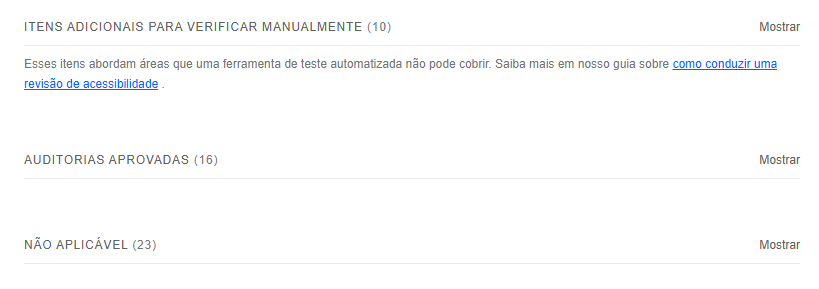 ITENS ADICIONAIS PARA VERIFICAR MANUALMENTE (10) Mostrar
Esses itens abordam áreas que uma ferramenta de teste automatizada não pode cobrir. Saiba mais em nosso guia sobre como conduzir uma
revisão de acessibilidade .
AUDITORIAS APROVADAS (16) Mostrar
NÃO APLICÁVEL (23) Mostrar